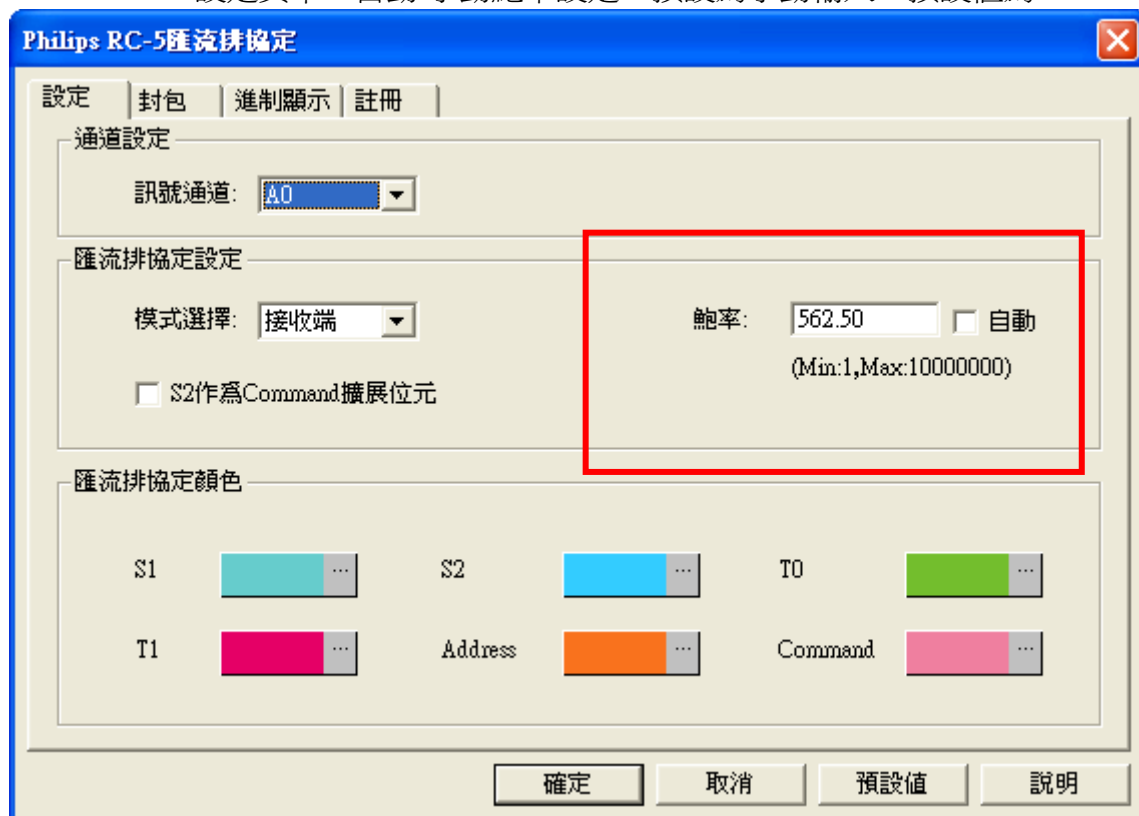 Philips RC-5匯流排協定
設定 封包 進制顯示 註冊
通道設定
訊號通道: A0
匯流排協定設定
模式選擇: 接收端 鮑率: 562.50 自動
(Min:1,Max:10000000)
S2作爲Command擴展位元
匯流排協定顏色
S1 ... S2 ... T0 ...
T1 ... Address ... Command ...
確定 取消 預設值 説明